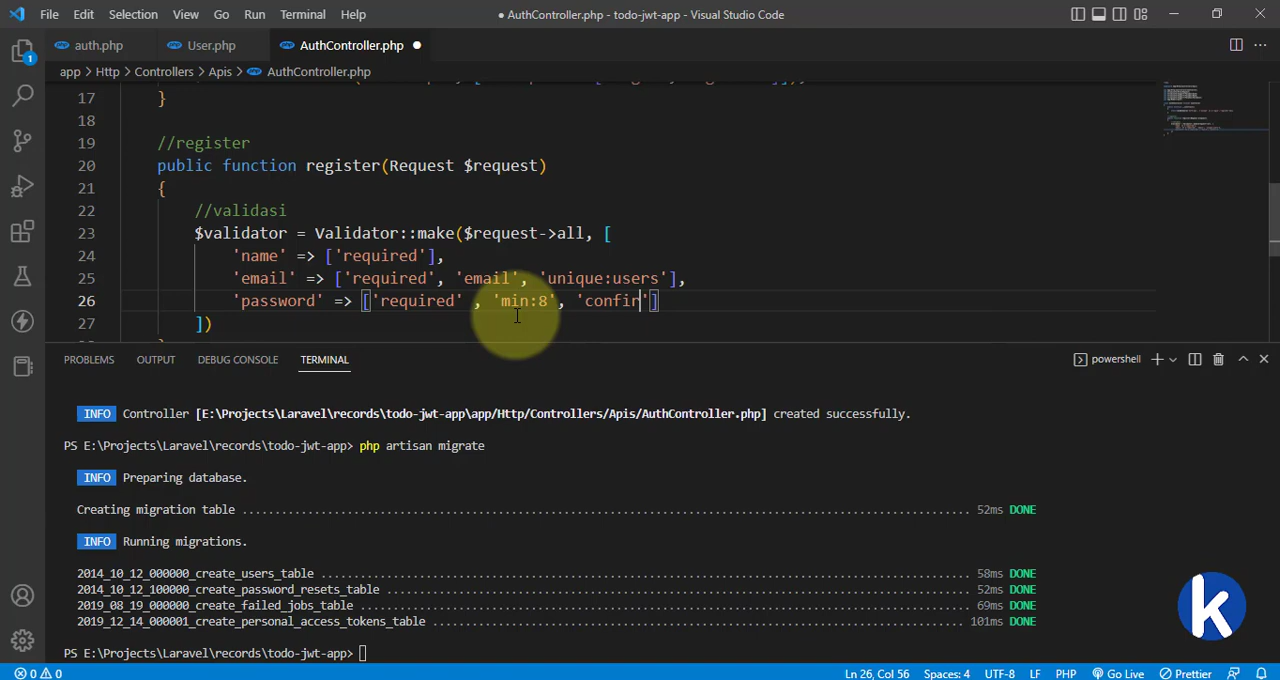 File Edit Selection View Go Run Terminal Help
● AuthController.php - todo-jwt-app - Visual Studio Code
auth.php User.php AuthController.php
app > Http > Controllers > Apis > AuthController.php
17 }
18
19 //register
20 public function register(Request $request)
21 {
22 //validasi
23 $validator = Validator::make($request->all, [
24 'name' => ['required'],
25 'email' => ['required', 'email', 'unique:users'],
26 'password' => ['required' , 'min:8', 'confir']
27 ])
PROBLEMS OUTPUT DEBUG CONSOLE TERMINAL
powershell
INFO Controller [E:\Projects\Laravel\records\todo-jwt-app\app/Http/Controllers/Apis/AuthController.php] created successfully.
PS E:\Projects\Laravel\records\todo-jwt-app> php artisan migrate
INFO Preparing database.
Creating migration table ........................................ 52ms DONE
INFO Running migrations.
2014_10_12_000000_create_users_table ........................................ 58ms DONE
2014_10_12_100000_create_password_resets_table ........................................ 52ms DONE
2019_08_19_000000_create_failed_jobs_table ........................................ 69ms DONE
2019_12_14_000001_create_personal_access_tokens_table ........................................ 101ms DONE
PS E:\Projects\Laravel\records\todo-jwt-app>
k
0 0 Ln 26, Col 56 Spaces: 4 UTF-8 LF PHP Go Live Prettier